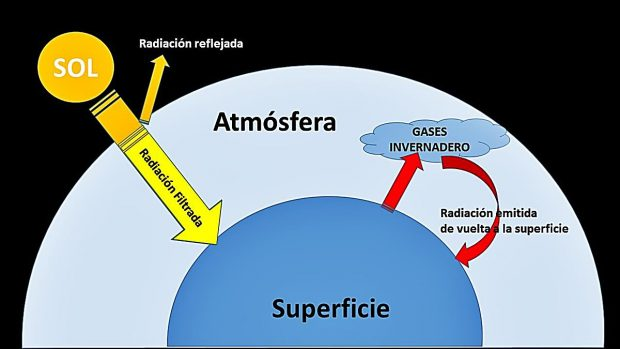 Radiación reflejada
SOL
Atmósfera
GASES
INVERNADERO
Radiación Filtrada
Radiación emitida
de vuelta a la superficie
Superficie